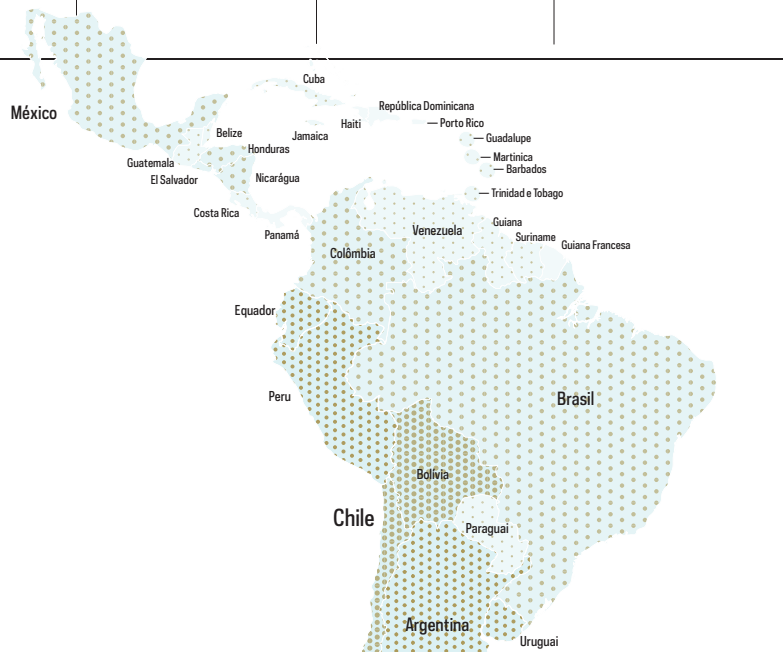 Cuba
República Dominicana
México
Porto Rico
Haiti
Belize
Jamaica
Guadalupe
Honduras
Martinica
Guatemala
Barbados
El Salvador
Nicarágua
Trinidad e Tobago
Costa Rica
Guiana
Panamá
Venezuela
Suriname
Guiana Francesa
Colômbia
Equador
Peru
Brasil
Bolívia
Chile
Paraguai
Argentina
Uruguai